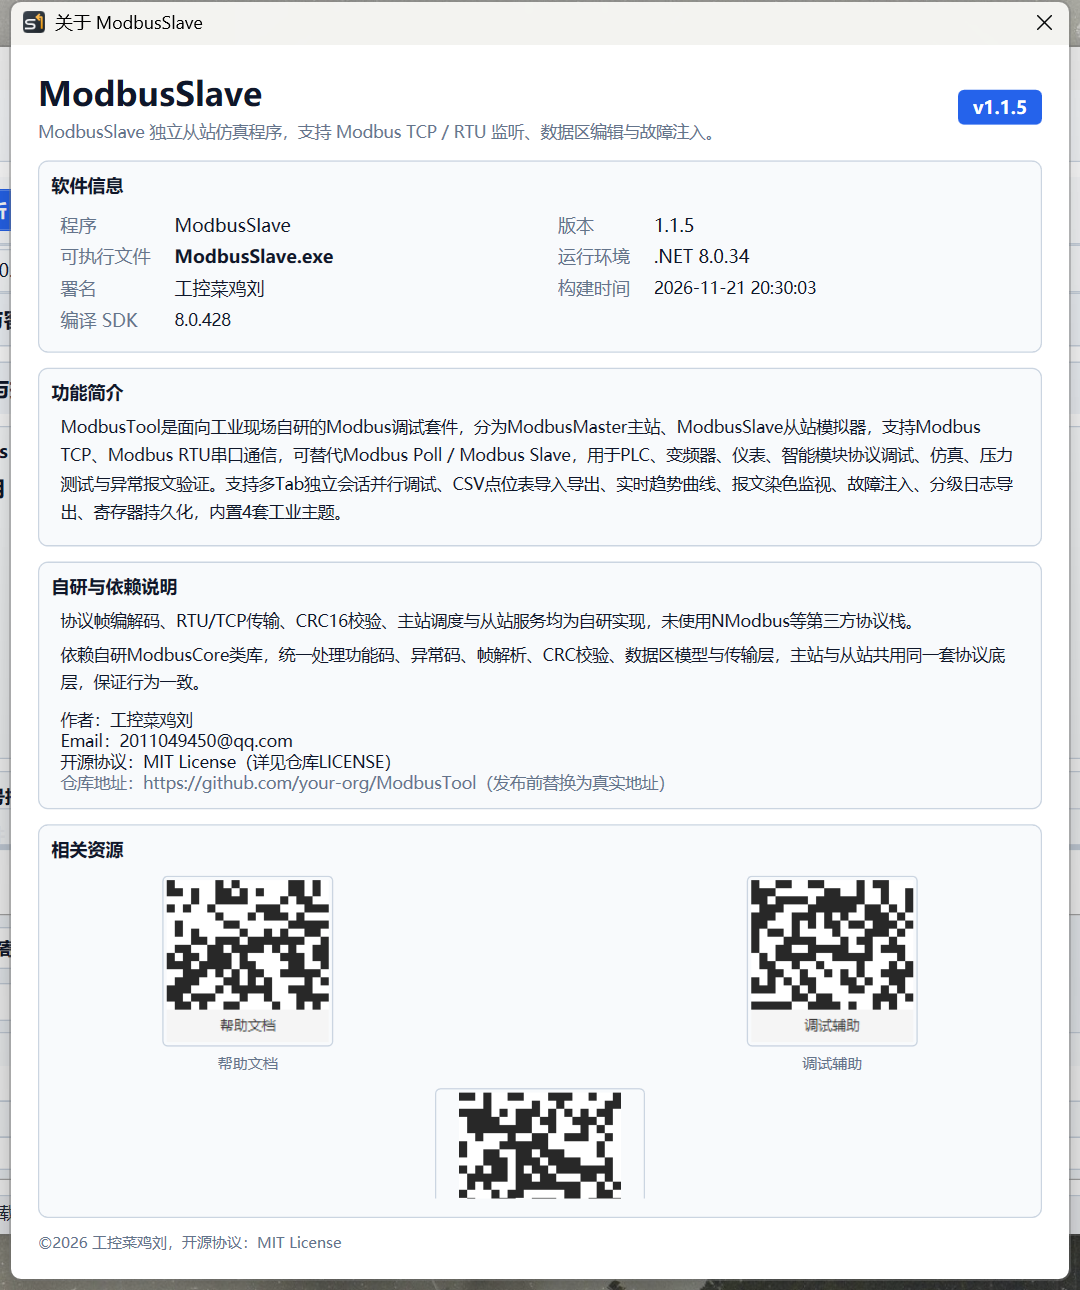 关于 ModbusSlave
ModbusSlave
v1.1.5
ModbusSlave 独立从站仿真程序，支持 Modbus TCP / RTU 监听、数据区编辑与故障注入。
软件信息
程序 ModbusSlave 版本 1.1.5
可执行文件 ModbusSlave.exe 运行环境 .NET 8.0.34
署名 工控菜鸡刘 构建时间 2026-11-21 20:30:03
编译 SDK 8.0.428
功能简介
ModbusTool是面向工业现场自研的Modbus调试套件，分为ModbusMaster主站、ModbusSlave从站模拟器，支持Modbus
TCP、Modbus RTU串口通信，可替代Modbus Poll / Modbus Slave，用于PLC、变频器、仪表、智能模块协议调试、仿真、压力
测试与异常报文验证。支持多Tab独立会话并行调试、CSV点位表导入导出、实时趋势曲线、报文染色监视、故障注入、分级日志导
出、寄存器持久化，内置4套工业主题。
自研与依赖说明
协议帧编解码、RTU/TCP传输、CRC16校验、主站调度与从站服务均为自研实现，未使用NModbus等第三方协议栈。
依赖自研ModbusCore类库，统一处理功能码、异常码、帧解析、CRC校验、数据区模型与传输层，主站与从站共用同一套协议底
层，保证行为一致。
作者：工控菜鸡刘
Email：2011049450@qq.com
开源协议：MIT License（详见仓库LICENSE）
仓库地址：https://github.com/your-org/ModbusTool（发布前替换为真实地址）
相关资源
帮助文档
调试辅助
帮助文档
调试辅助
©2026 工控菜鸡刘，开源协议：MIT License